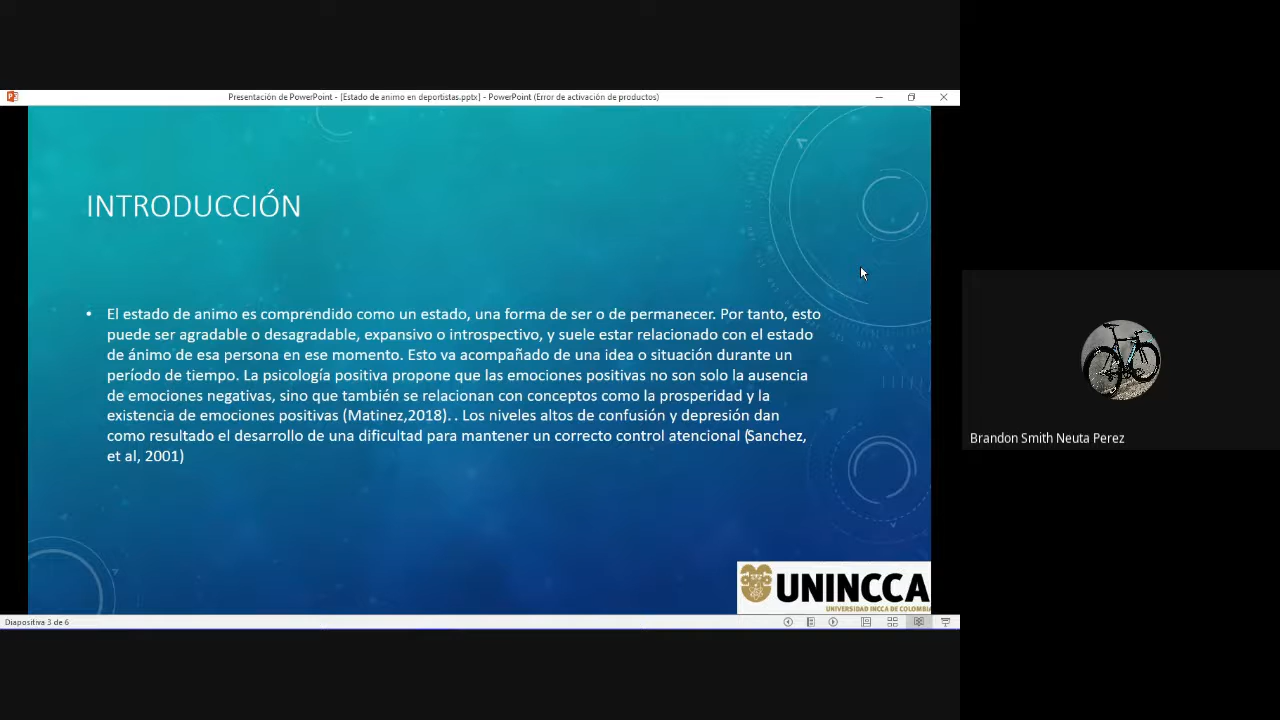 Presentación de PowerPoint - [Estado de animo en deportistas.pptx] - PowerPoint (Error de activación de productos)
INTRODUCCIÓN
• El estado de animo es comprendido como un estado, una forma de ser o de permanecer. Por tanto, esto
puede ser agradable o desagradable, expansivo o introspectivo, y suele estar relacionado con el estado
de ánimo de esa persona en ese momento. Esto va acompañado de una idea o situación durante un
período de tiempo. La psicología positiva propone que las emociones positivas no son solo la ausencia
de emociones negativas, sino que también se relacionan con conceptos como la prosperidad y la
existencia de emociones positivas (Matinez,2018). . Los niveles altos de confusión y depresión dan
como resultado el desarrollo de una dificultad para mantener un correcto control atencional (Sanchez,
et al, 2001)
Brandon Smith Neuta Perez
UNINCCA
UNIVERSIDAD INCCA DE COLOMBIA
Diapositiva 3 de 6